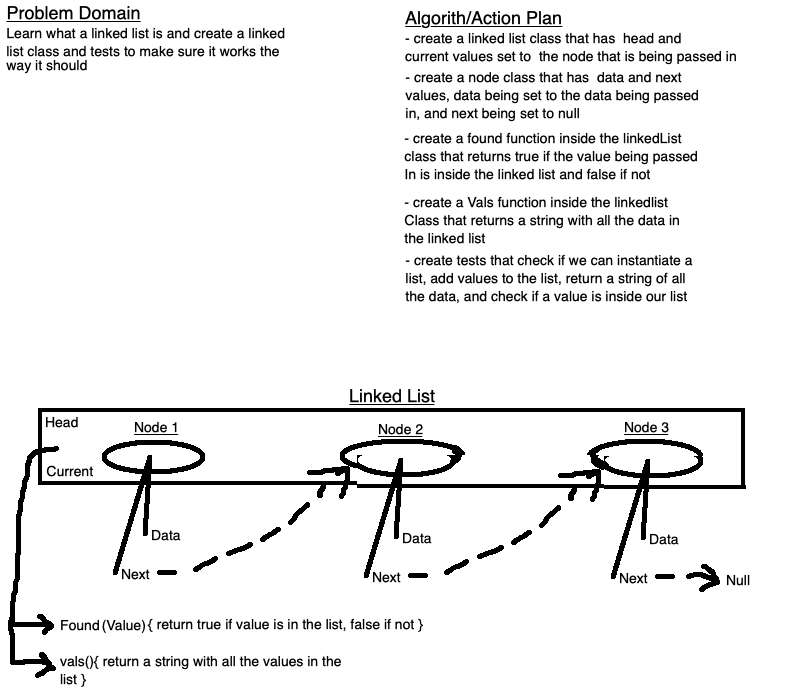 Problem Domain
Learn what a linked list is and create a linked
list class and tests to make sure it works the
way it should
Algorith/Action Plan
- create a linked list class that has head and
current values set to the node that is being passed in
- create a node class that has data and next
values, data being set to the data being passed
in, and next being set to null
- create a found function inside the linkedList
class that returns true if the value being passed
In is inside the linked list and false if not
- create a Vals function inside the linkedlist
Class that returns a string with all the data in
the linked list
- create tests that check if we can instantiate a
list, add values to the list, return a string of all
the data, and check if a value is inside our list
Linked List
Head
Current
Node 1
Data
Next
Node 2
Data
Next
Node 3
Data
Next
Null
Found(Value){ return true if value is in the list, false if not }
vals(){ return a string with all the values in the
list }